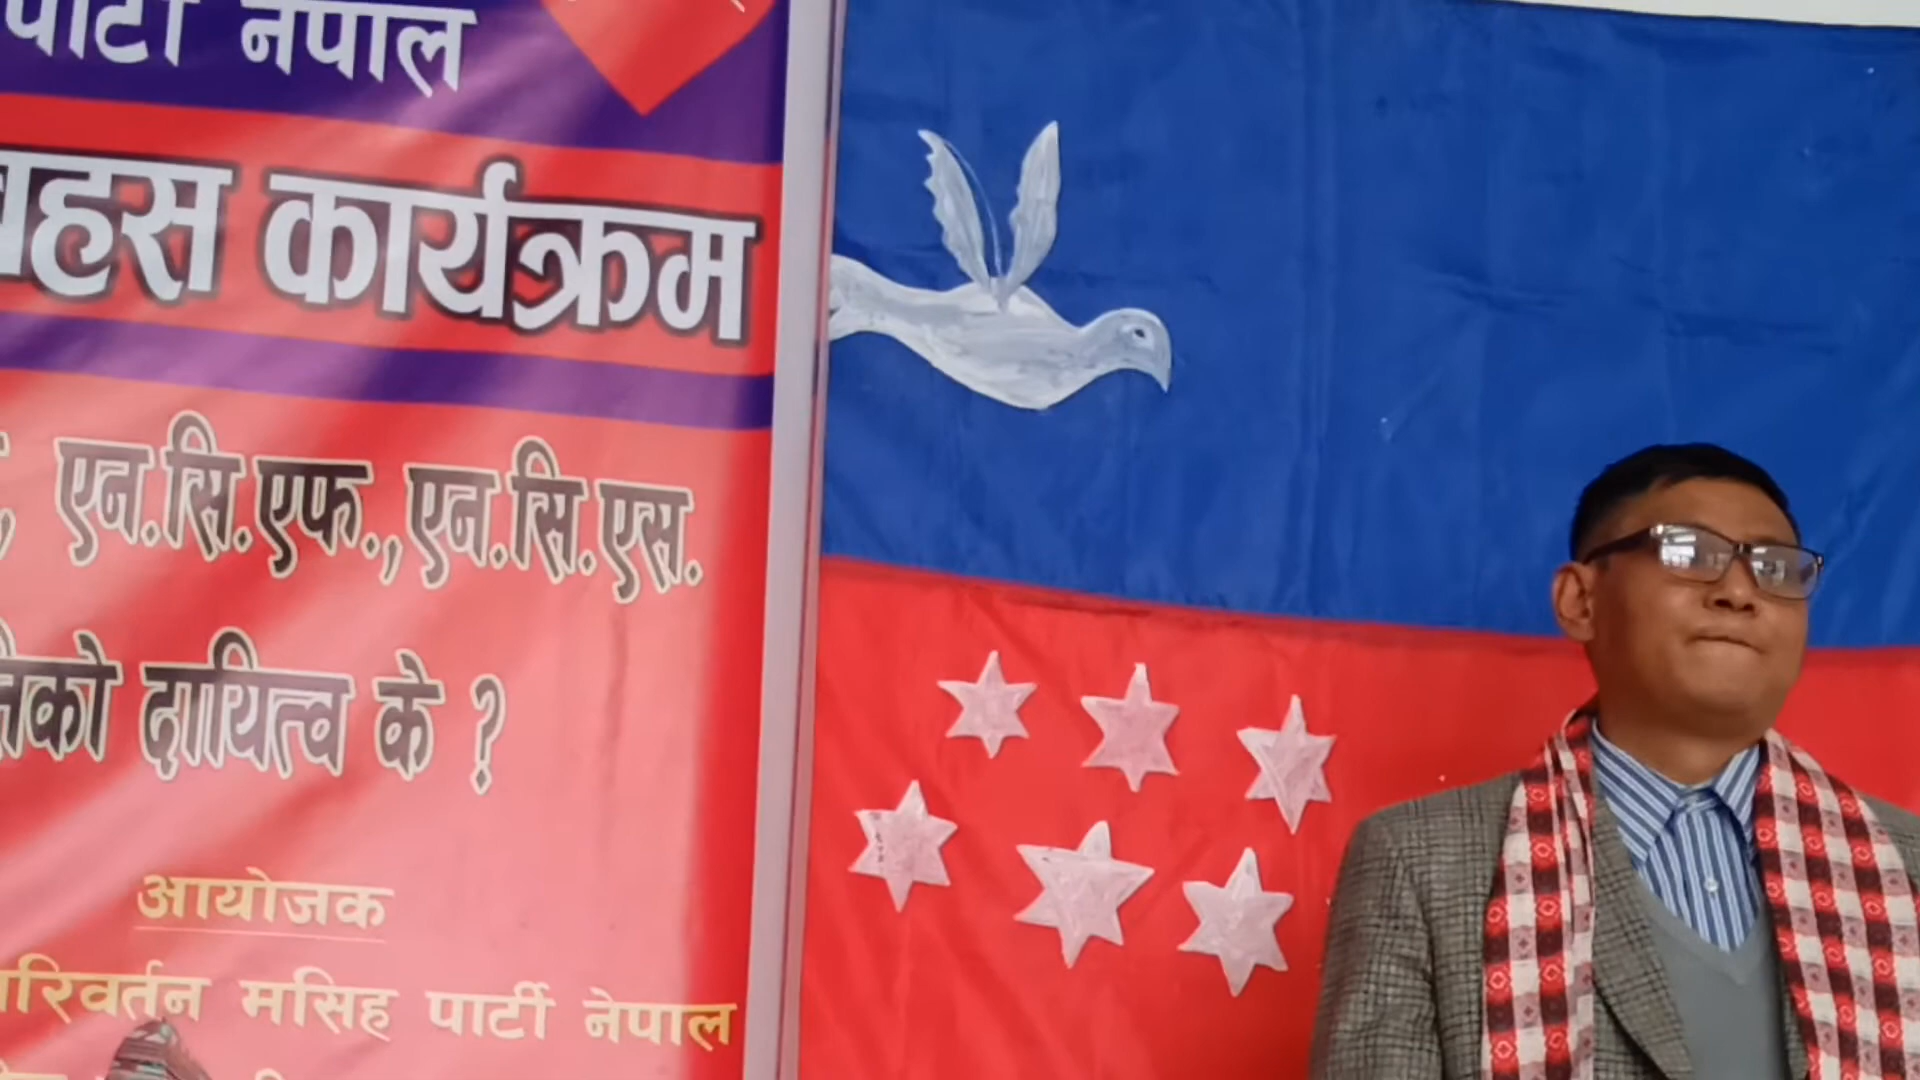 पार्टी नेपाल
बहस कार्यक्रम
एन.सि.एफ.,एन.सि.एस.
दायित्व के ?
आयोजक
परिवर्तन मसिह पार्टी नेपाल